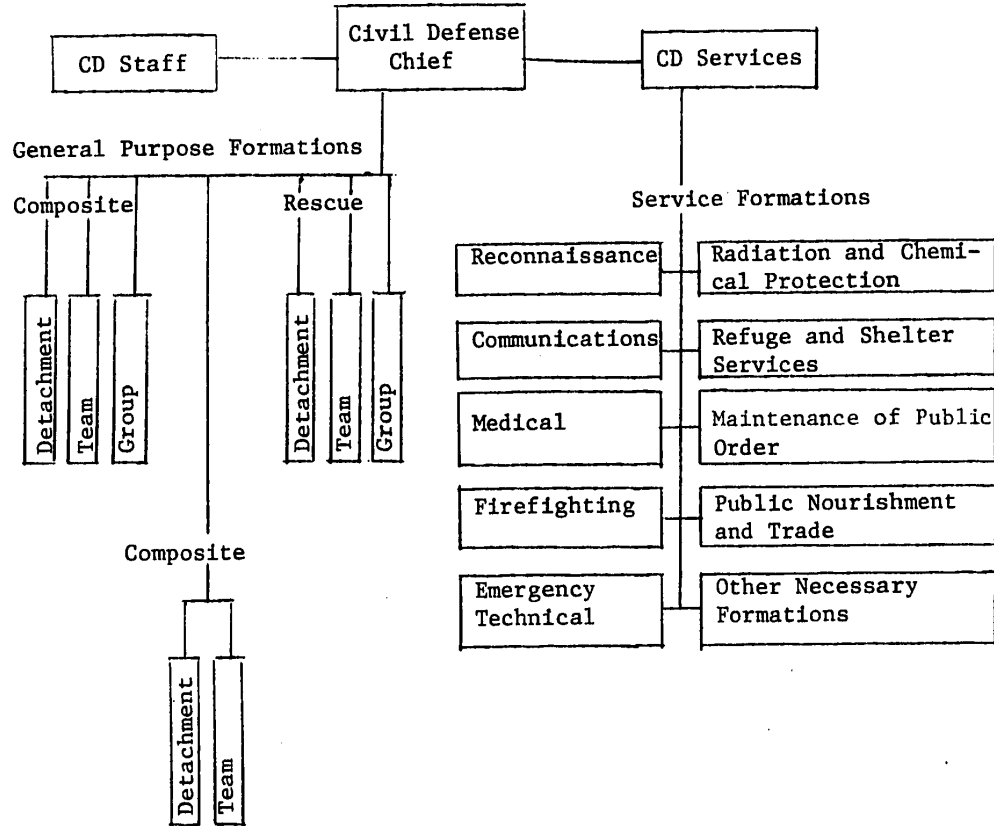 Civil Defense
Chief
CD Staff
CD Services
General Purpose Formations
Composite
Rescue
Service Formations
Detachment
Team
Group
Detachment
Team
Group
Reconnaissance
Radiation and Chemi-
cal Protection
Communications
Refuge and Shelter
Services
Medical
Maintenance of Public
Order
Firefighting
Public Nourishment
and Trade
Emergency
Technical
Other Necessary
Formations
Composite
Detachment
Team